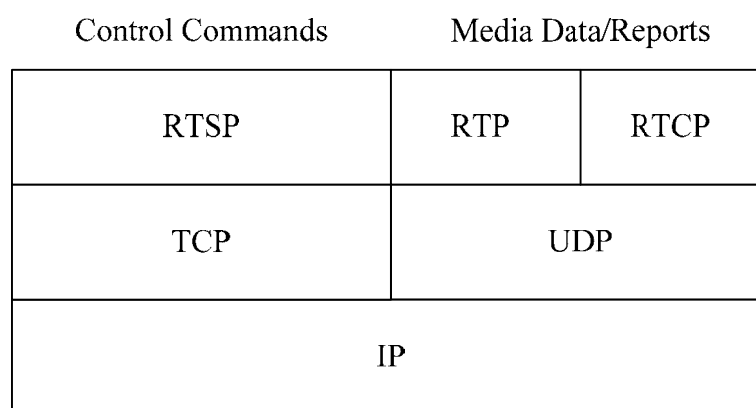 Control Commands
Media Data/Reports
RTSP
RTP
RTCP
TCP
UDP
IP